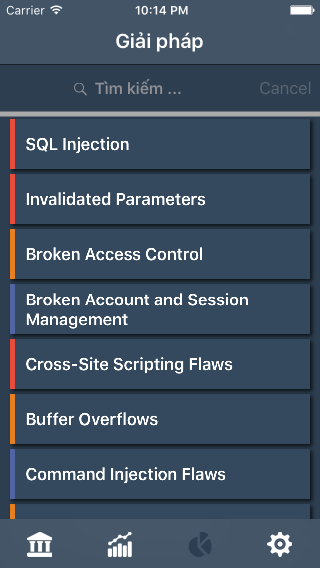 Carrier 10:14 PM
Giải pháp
Tìm kiếm ... Cancel
SQL Injection
Invalidated Parameters
Broken Access Control
Broken Account and Session
Management
Cross-Site Scripting Flaws
Buffer Overflows
Command Injection Flaws